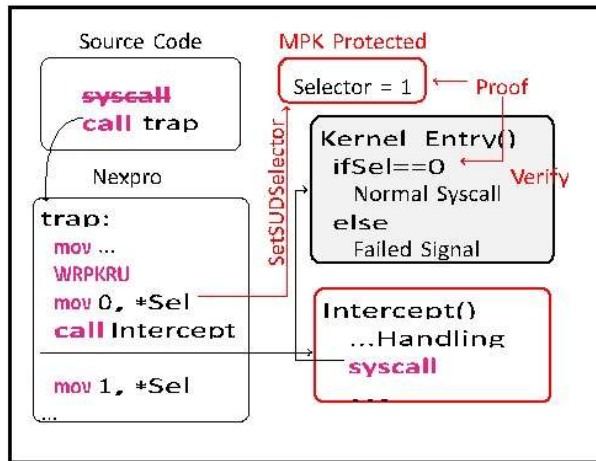 Source Code
syscall
call trap
MPK Protected
Selector = 1
Proof
Kernel Entry()
ifSel==0
Verify
Normal Syscall
else
Failed Signal
SetSUDSelector
Nexpro
trap:
mov ...
WRPKRU
mov 0, *Sel
call Intercept
mov 1, *Sel
...
Intercept()
...Handling
syscall
...